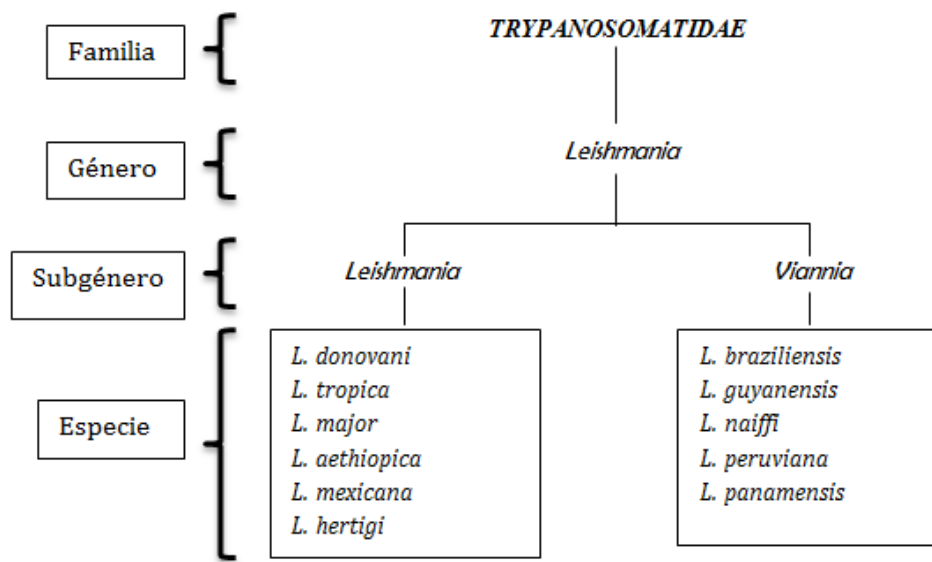 Familia
TRYPANOSOMATIDAE
Género
Leishmania
Subgénero
Leishmania
Viannia
Especie
L. donovani
L. tropica
L. major
L. aethiopica
L. mexicana
L. hertigi
L. braziliensis
L. guyanensis
L. naiffi
L. peruviana
L. panamensis